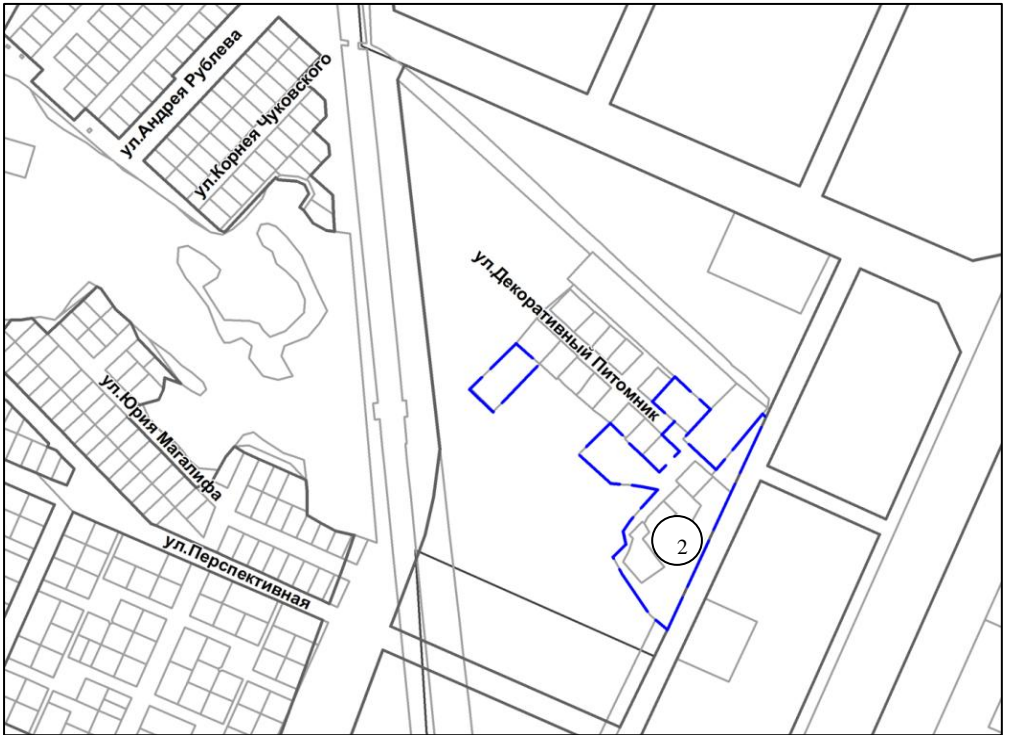 ул.Андрея Рублева
ул.Корнея Чуковского
ул.Декоративный Питомник
ул.Юрия Магалифа
ул.Перспективная
2